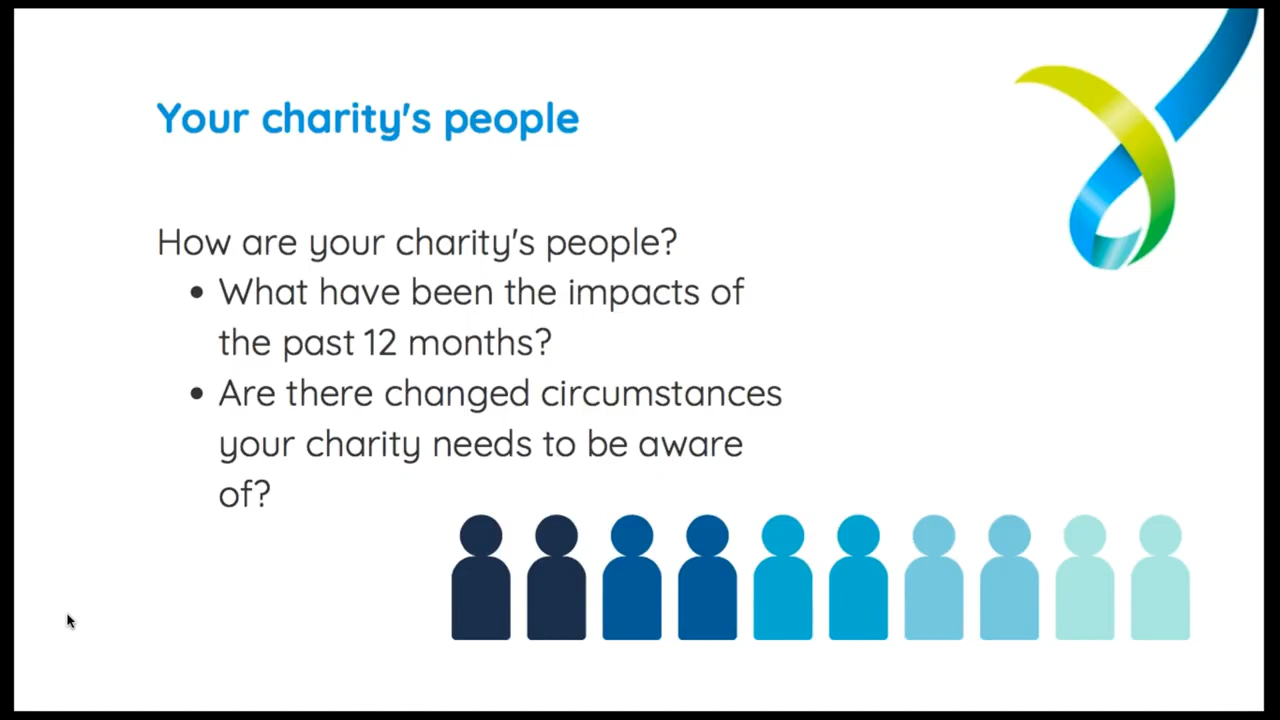 Your charity's people
How are your charity's people?
• What have been the impacts of
the past 12 months?
• Are there changed circumstances
your charity needs to be aware
of?